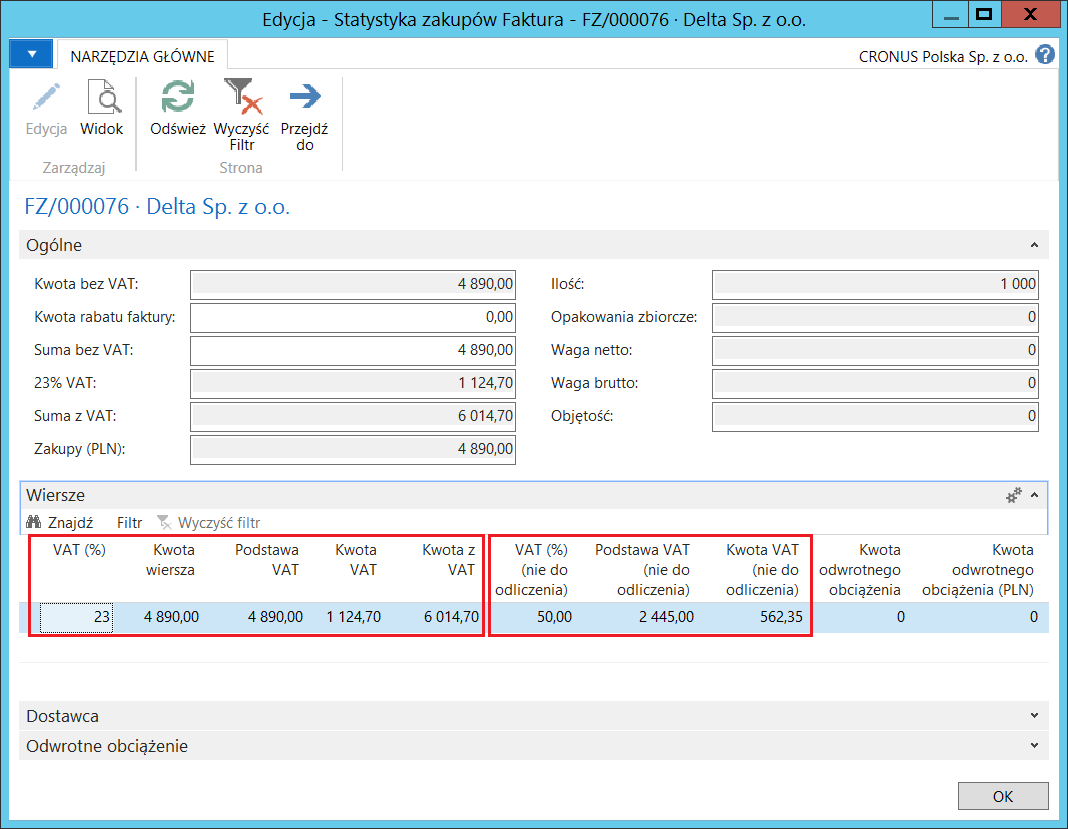 Edycja - Statystyka zakupów Faktura - FZ/000076 · Delta Sp. z o.o.
NARZĘDZIA GŁÓWNE
CRONUS Polska Sp. z o.o.
Edycja
Widok
Odśwież
Wyczyść
Filtr
Przejdź
do
Zarządzaj
Strona
FZ/000076 · Delta Sp. z o.o.
Ogólne
Kwota bez VAT: 4 890,00
Kwota rabatu faktury: 0,00
Suma bez VAT: 4 890,00
23% VAT: 1 124,70
Suma z VAT: 6 014,70
Zakupy (PLN): 4 890,00
Ilość: 1 000
Opakowania zbiorcze: 0
Waga netto: 0
Waga brutto: 0
Objętość: 0
Wiersze
Znajdź Filtr Wyczyść filtr
VAT (%)
Kwota
wiersza
Podstawa
VAT
Kwota
VAT
Kwota z
VAT
VAT (%)
(nie do
odliczenia)
Podstawa VAT
(nie do
odliczenia)
Kwota VAT
(nie do
odliczenia)
Kwota
odwrotnego
obciążenia
Kwota
odwrotnego
obciążenia (PLN)
23 4 890,00 4 890,00 1 124,70 6 014,70 50,00 2 445,00 562,35 0 0
Dostawca
Odwrotne obciążenie
OK